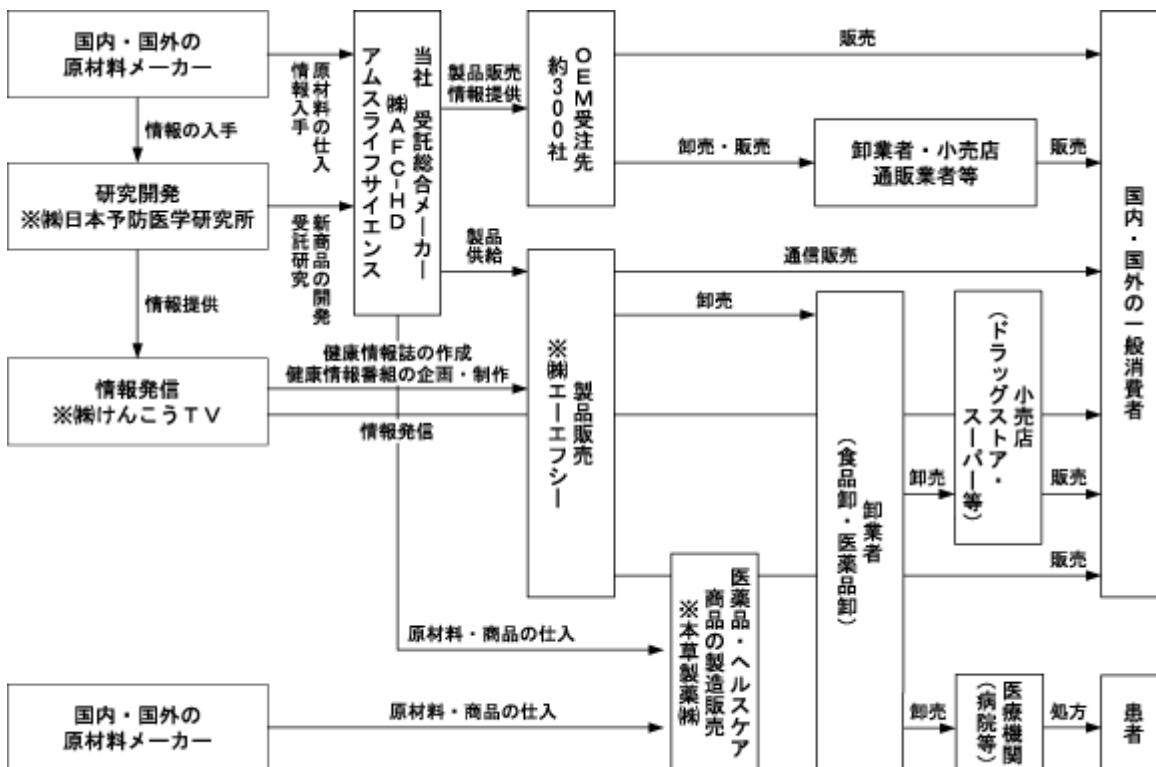 国内・国外の
原材料メーカー
情報の入手
研究開発
※㈱日本予防医学研究所
情報提供
情報発信
※㈱けんこうTV
国内・国外の
原材料メーカー
原材料の仕入
情報入手
新商品の開発
受託研究
当社 受託総合メーカー
㈱AFC-HD
アムスライフサイエンス
製品販売
情報提供
製品
供給
健康情報誌の作成
健康情報番組の企画・制作
情報発信
原材料・商品の仕入
原材料・商品の仕入
OEM受注先
約300社
販売
卸売・販売
卸業者・小売店
通販業者等
販売
製品販売
※㈱エーエフシー
通信販売
卸売
医薬品・ヘルスケア
商品の製造販売
※本草製薬㈱
卸業者
(食品卸・医薬品卸)
卸売
小売店
(ドラッグストア・
スーパー等)
販売
販売
卸売
医療機関
(病院等)
処方
国内・国外の一般消費者
患者